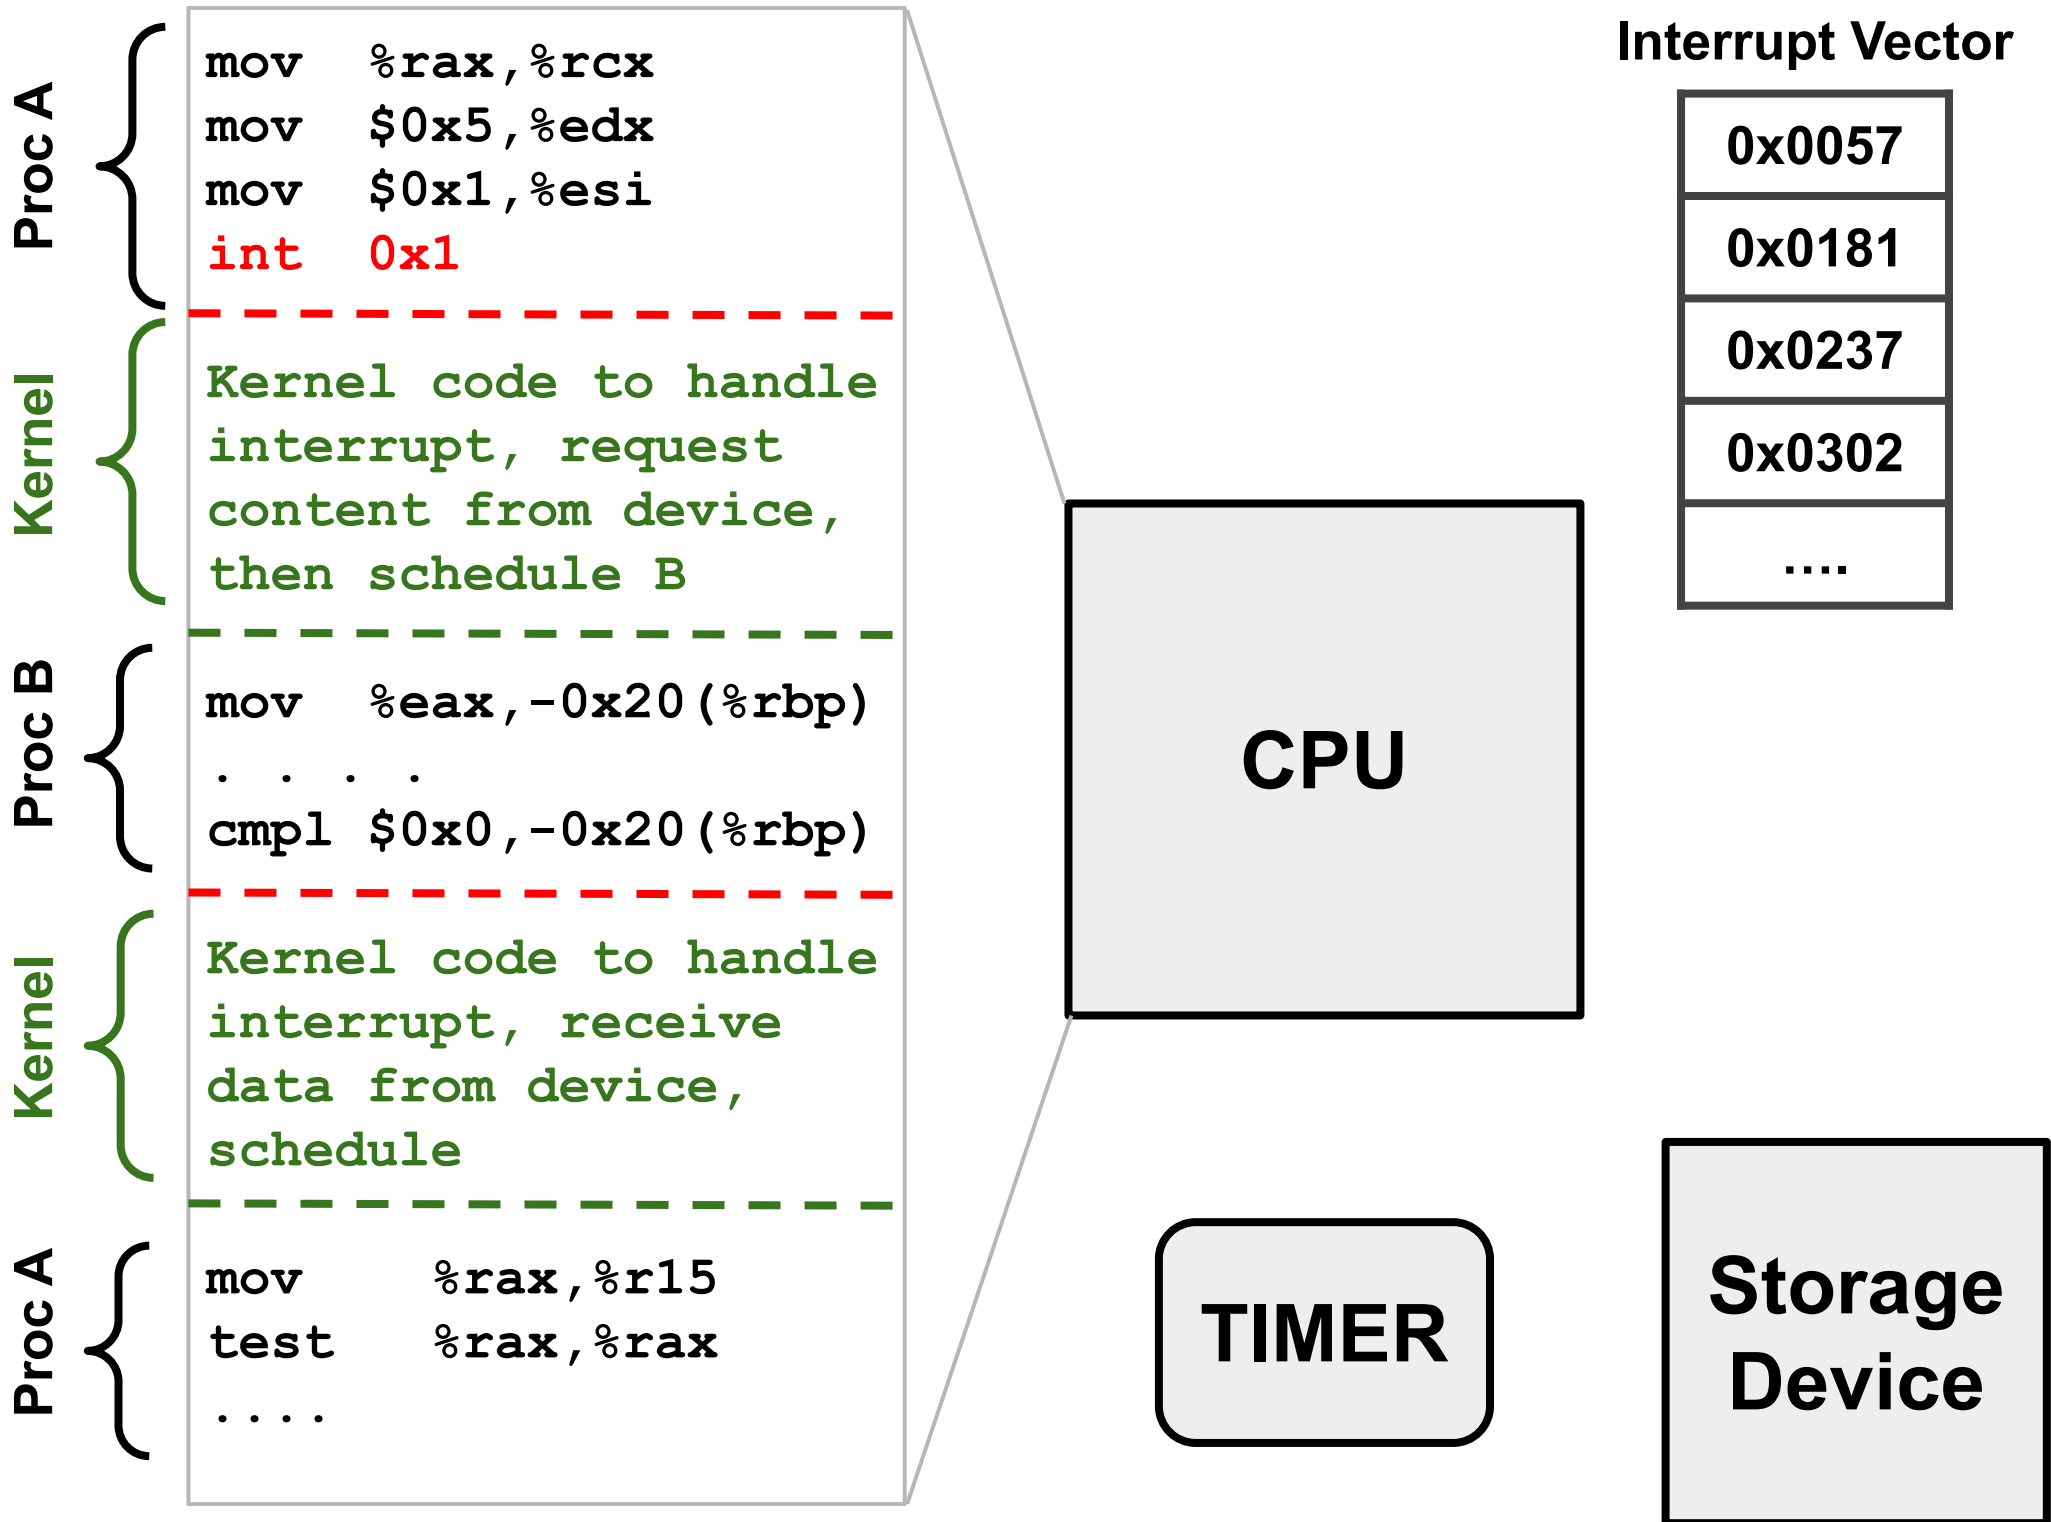 Proc A
mov %rax,%rcx
mov $0x5,%edx
mov $0x1,%esi
int 0x1
Kernel
Kernel code to handle
interrupt, request
content from device,
then schedule B
Proc B
mov %eax,-0x20(%rbp)
. . . .
cmpl $0x0,-0x20(%rbp)
Kernel
Kernel code to handle
interrupt, receive
data from device,
schedule
Proc A
mov %rax,%r15
test %rax,%rax
....
CPU
TIMER
Interrupt Vector
0x0057
0x0181
0x0237
0x0302
....
Storage
Device